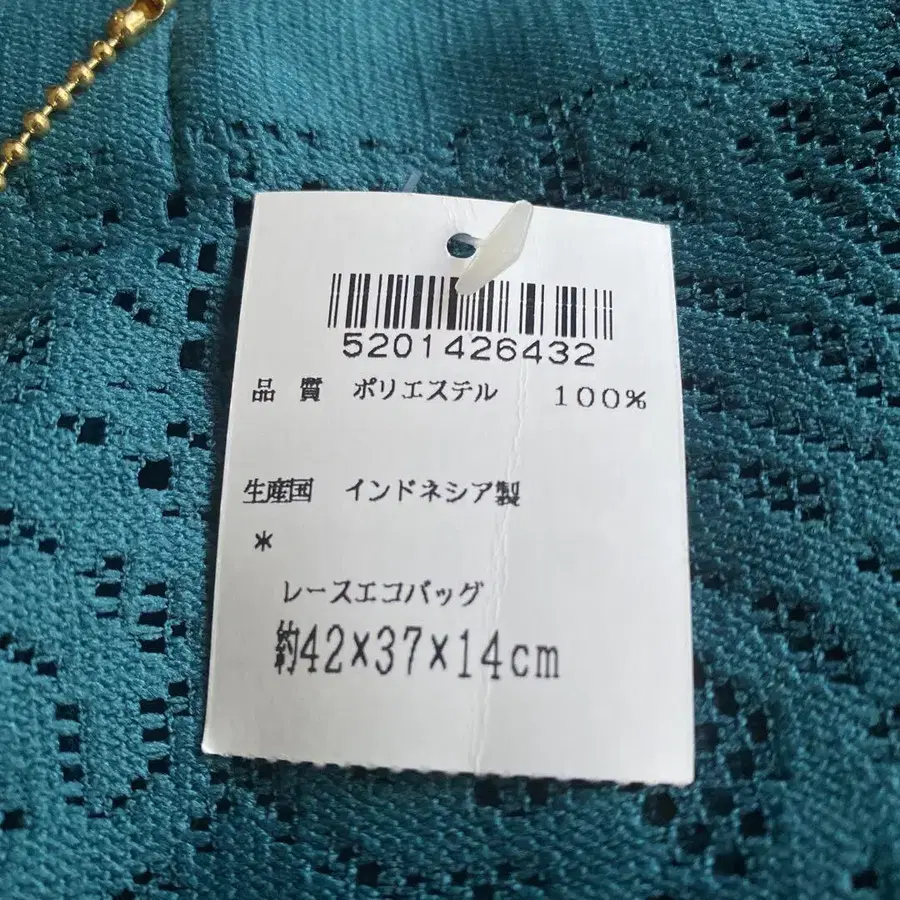 5201426432
品 質 ポリエステル 100%
生産国 インドネシア製
*
レースエコバッグ
約42×37×14cm